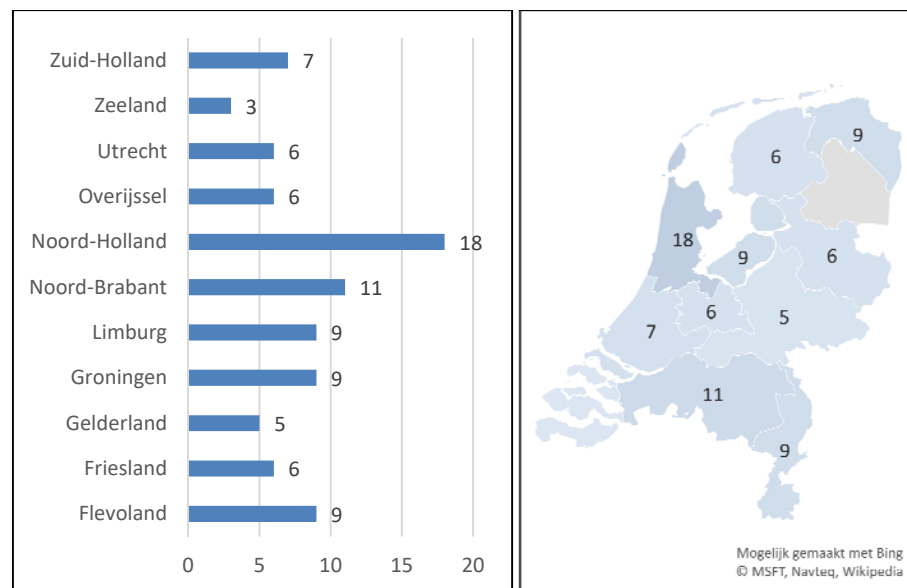 Zuid-Holland 7
Zeeland 3
Utrecht 6
Overijssel 6
Noord-Holland 18
Noord-Brabant 11
Limburg 9
Groningen 9
Gelderland 5
Friesland 6
Flevoland 9
0 5 10 15 20
9
6
18
9
6
6
7
5
11
9
Mogelijk gemaakt met Bing
© MSFT, Navteq, Wikipedia